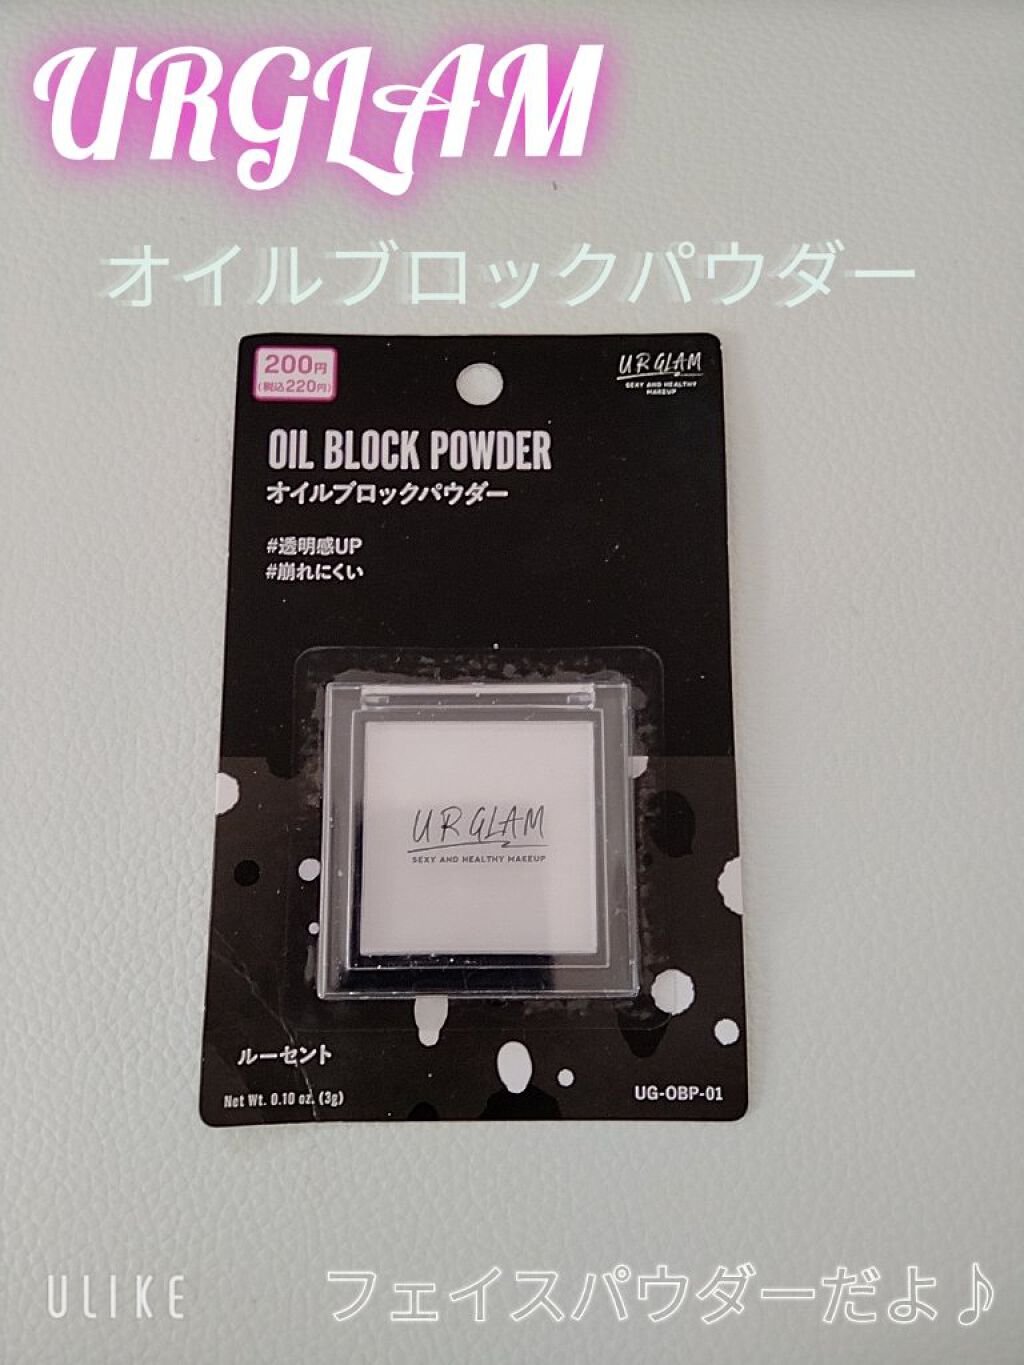 URGLAM
オイルブロックパウダー
200円
(税込220円)
URGLAM
SEXY AND HEALTHY
MAKEUP
OIL BLOCK POWDER
オイルブロックパウダー
#透明感UP
#崩れにくい
URGLAM
SEXY AND HEALTHY MAKEUP
ルーセント
Net Wt. 0.10 oz. (3g)
UG-OBP-01
ULIKE
フェイスパウダーだよ♪